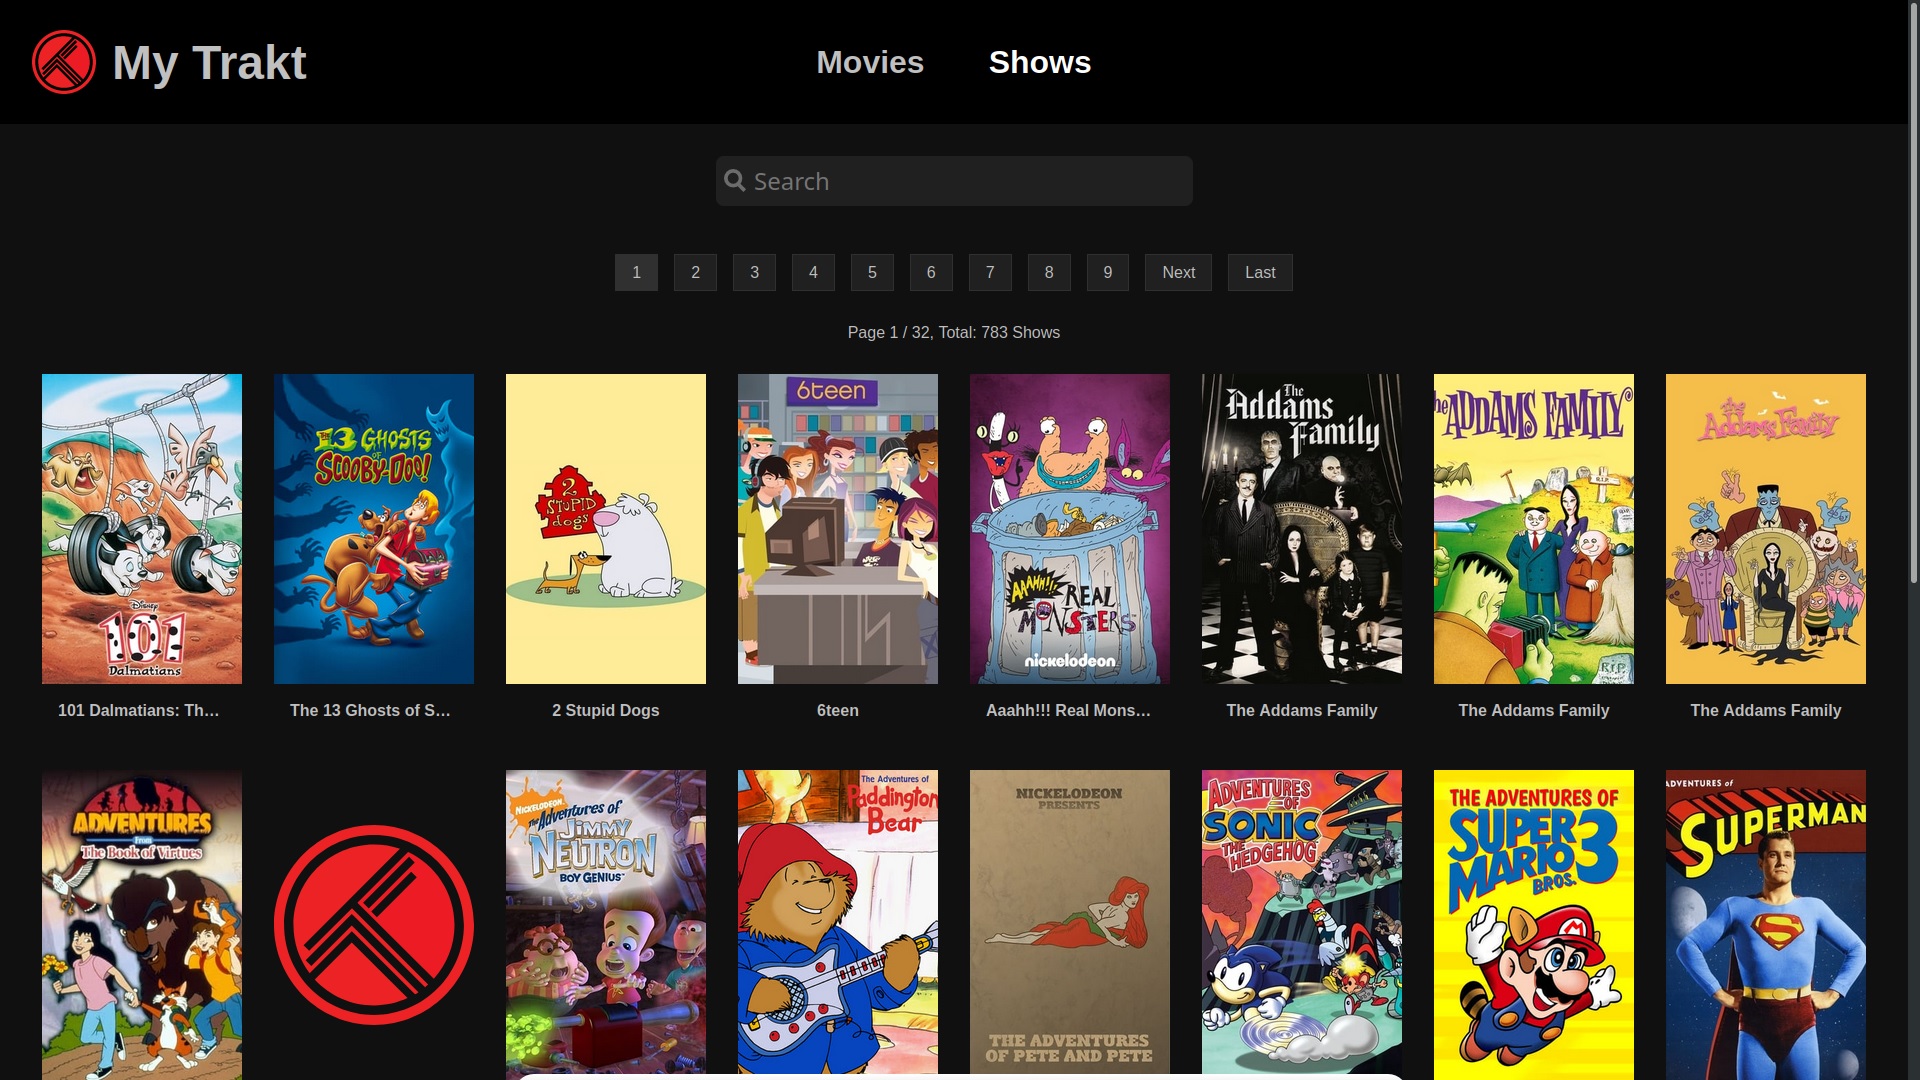 My Trakt
Movies
Shows
Search
1 2 3 4 5 6 7 8 9 Next Last
Page 1 / 32, Total: 783 Shows
Disney
101
Dalmatians
THE 13 GHOSTS
OF
SCOOBY-DOO!
2
STUPID
dogs
6teen
AAAHH!!!
REAL
MONSTERS
nickelodeon
The
Addams
Family
The ADDAMS FAMILY
R.I.P.
R.I.P.
the
Addams Family
101 Dalmatians: Th…
The 13 Ghosts of S…
2 Stupid Dogs
6teen
Aaahh!!! Real Mons…
The Addams Family
The Addams Family
The Addams Family
ADVENTURES
From
The Book of Virtues
NICKELODEON
The Adventures of
JIMMY
NEUTRON
BOY GENIUS™
The Adventures of
Paddington
Bear
NICKELODEON
PRESENTS
THE ADVENTURES
OF PETE AND PETE
ADVENTURES
OF
SONIC
THE
HEDGEHOG
THE ADVENTURES OF
SUPER
MARIO 3
BROS.
M
ADVENTURES of
SUPERMAN
S